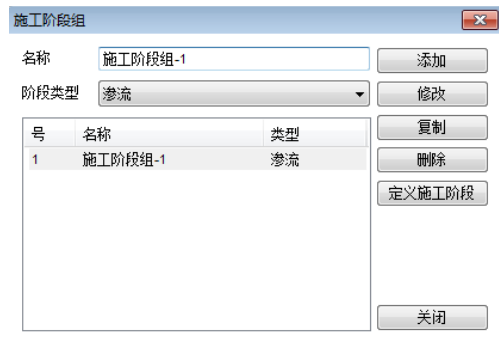 施工阶段组
名称 施工阶段组-1 添加
阶段类型 渗流 修改
号 名称 类型 复制
1 施工阶段组-1 渗流 删除
定义施工阶段
关闭